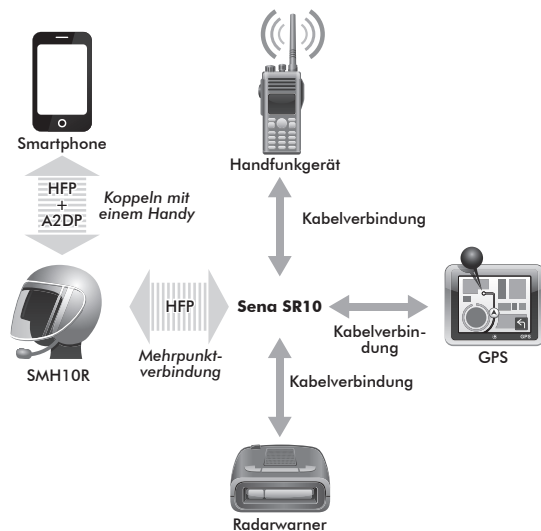 Smartphone
HFP
+
A2DP
Koppeln mit
einem Handy
Handfunkgerät
Kabelverbindung
SMH10R
HFP
Mehrpunkt-
verbindung
Sena SR10
Kabelverbin-
dung
GPS
GPS
Kabelverbindung
Radarwarner